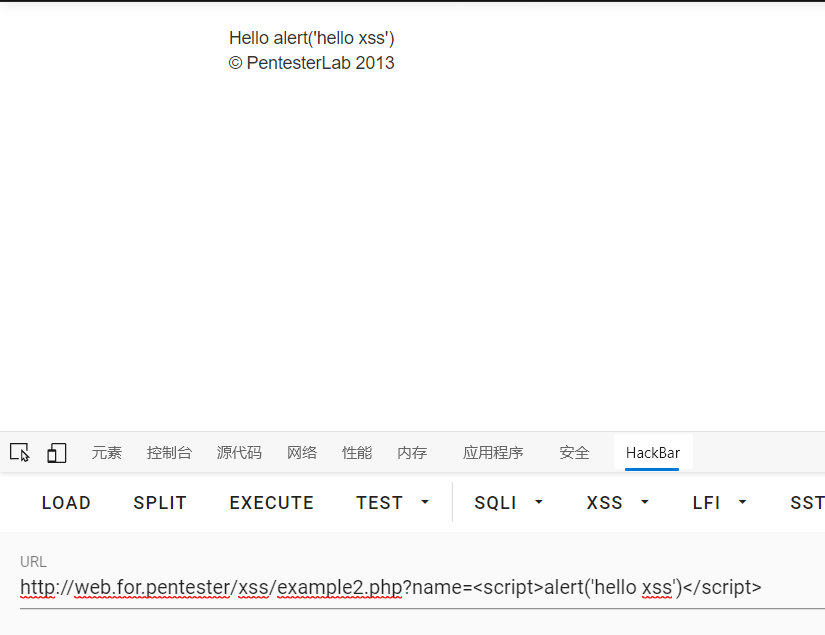 Hello alert('hello xss')
© PentesterLab 2013
元素 控制台 源代码 网络 性能 内存 应用程序 安全 HackBar
LOAD SPLIT EXECUTE TEST SQLI XSS LFI SST
URL
http://web.for.pentester/xss/example2.php?name=<script>alert('hello xss')</script>